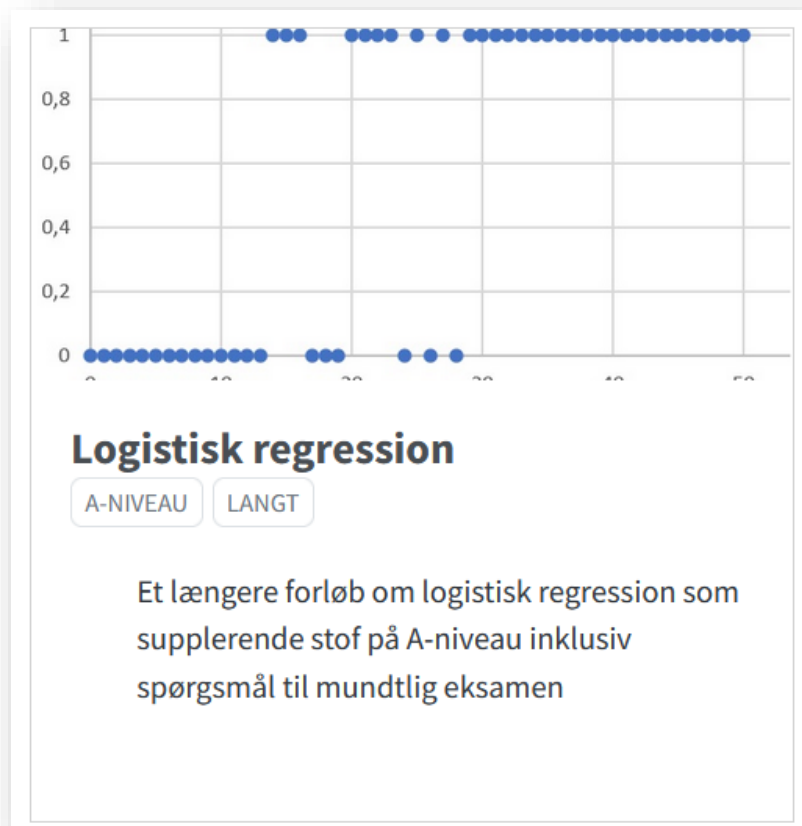 1
0,8
0,6
0,4
0,2
0
Logistisk regression
A-NIVEAU LANGT
Et længere forløb om logistisk regression som
supplerende stof på A-niveau inklusiv
spørgsmål til mundtlig eksamen